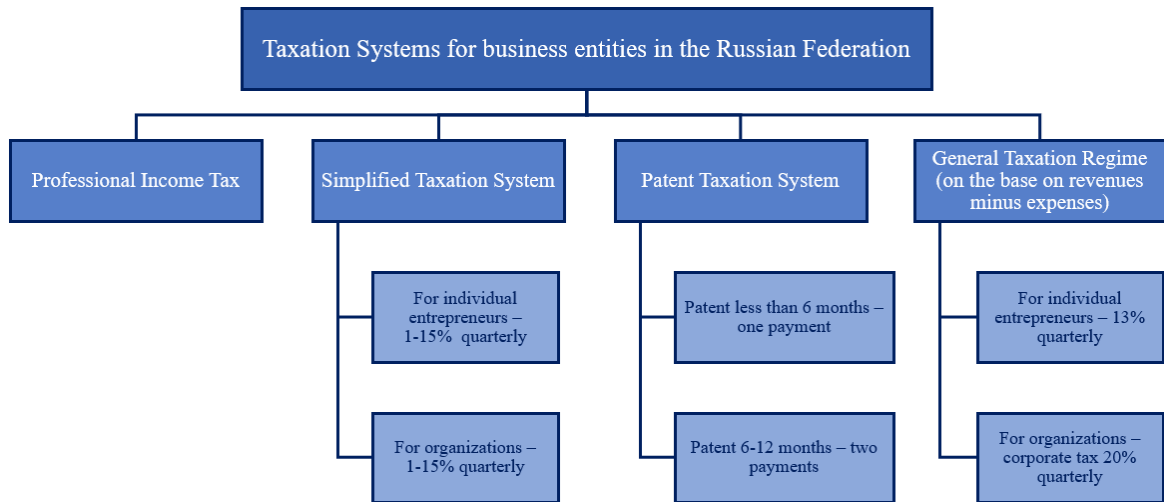 Taxation Systems for business entities in the Russian Federation
Professional Income Tax
Simplified Taxation System
For individual
entrepreneurs –
1-15% quarterly
For organizations –
1-15% quarterly
Patent Taxation System
Patent less than 6 months –
one payment
Patent 6-12 months – two
payments
General Taxation Regime
(on the base on revenues
minus expenses)
For individual
entrepreneurs – 13%
quarterly
For organizations –
corporate tax 20%
quarterly